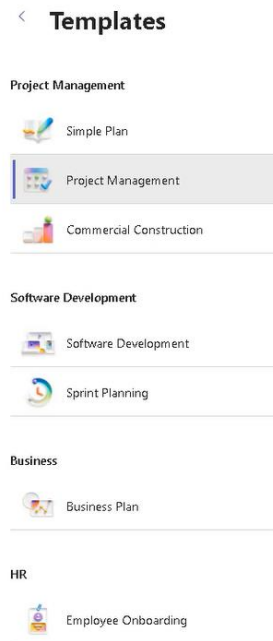 Templates
Project Management
Simple Plan
Project Management
Commercial Construction
Software Development
Software Development
Sprint Planning
Business
Business Plan
HR
Employee Onboarding